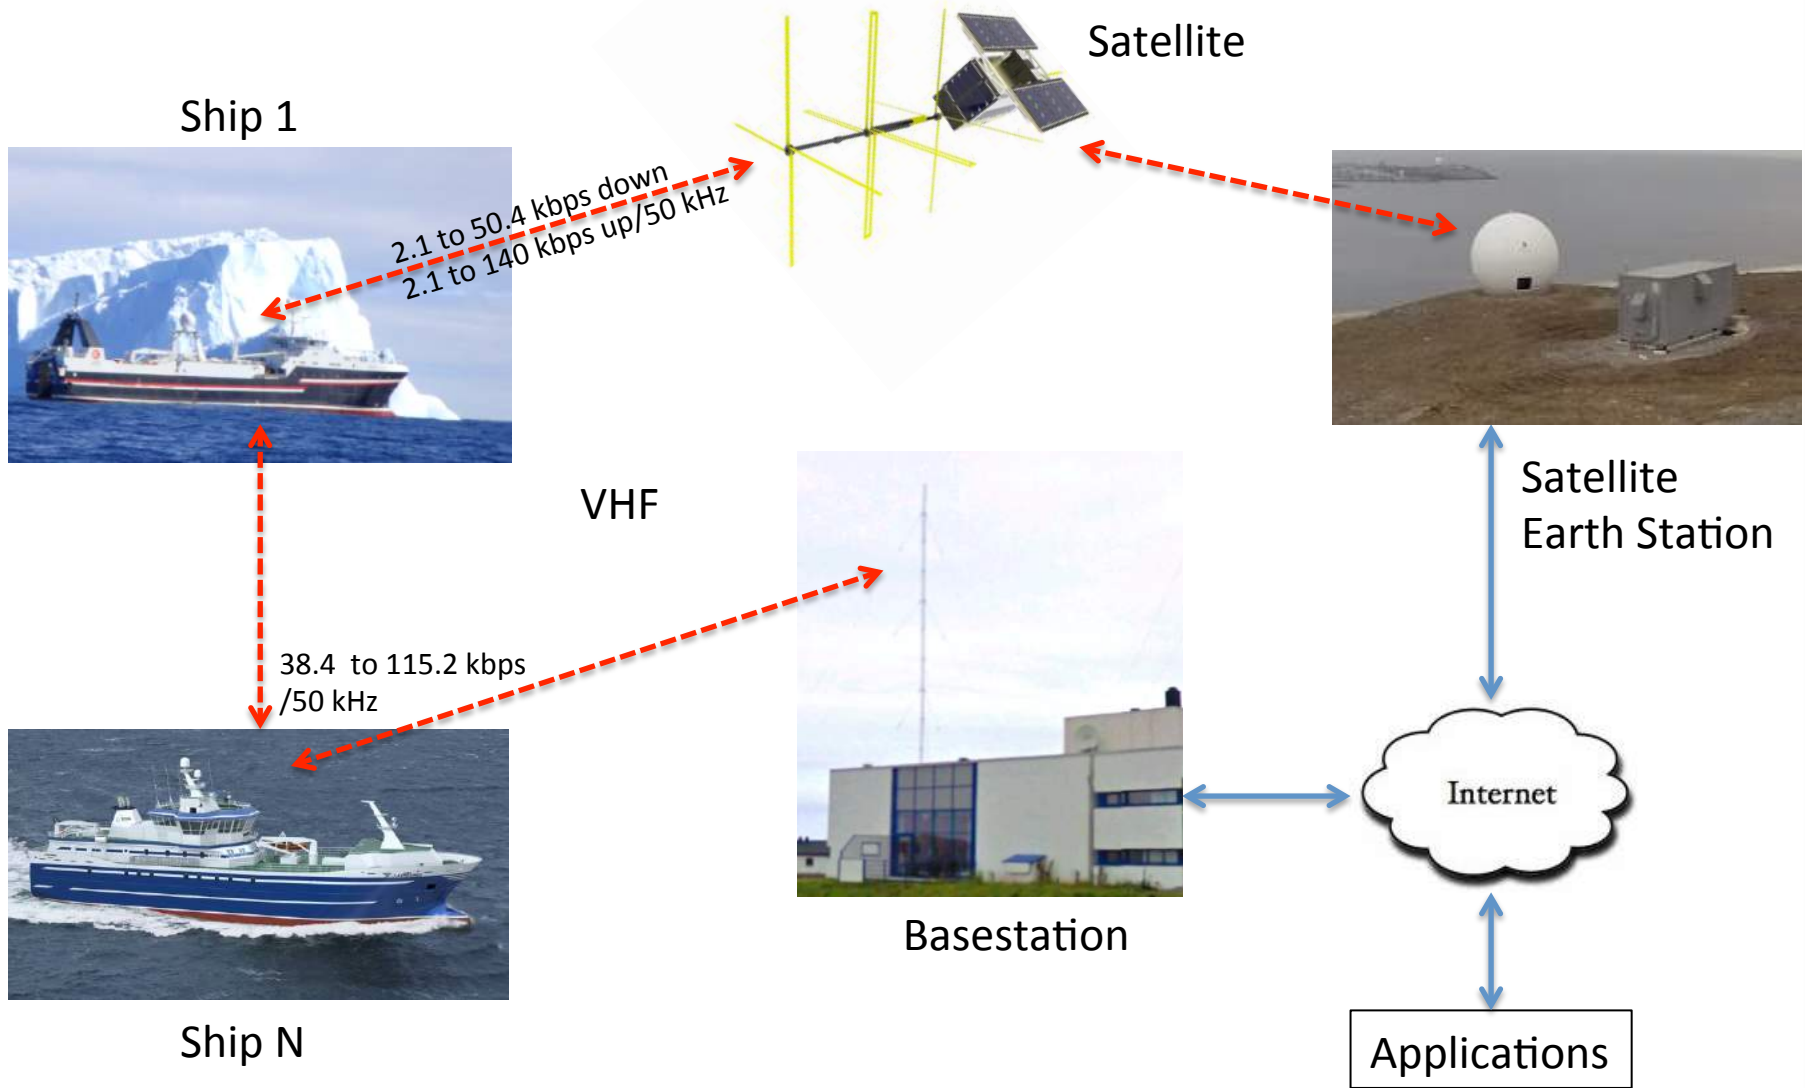 Satellite
Ship 1
2.1 to 50.4 kbps down
2.1 to 140 kbps up/50 kHz
VHF
Satellite
Earth Station
38.4  to 115.2 kbps
/50 kHz
Internet
Basestation
Ship N
Applications